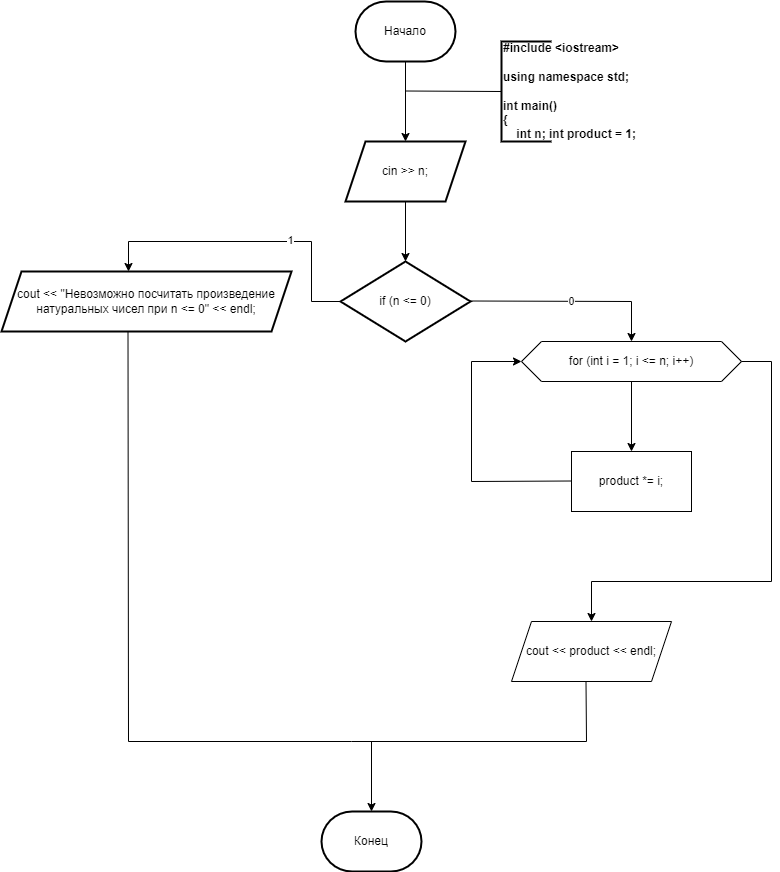 Начало
#include <iostream>
using namespace std;
int main()
{
int n; int product = 1;
cin >> n;
1
cout << "Невозможно посчитать произведение
натуральных чисел при n <= 0" << endl;
if (n <= 0)
0
for (int i = 1; i <= n; i++)
product *= i;
cout << product << endl;
Конец